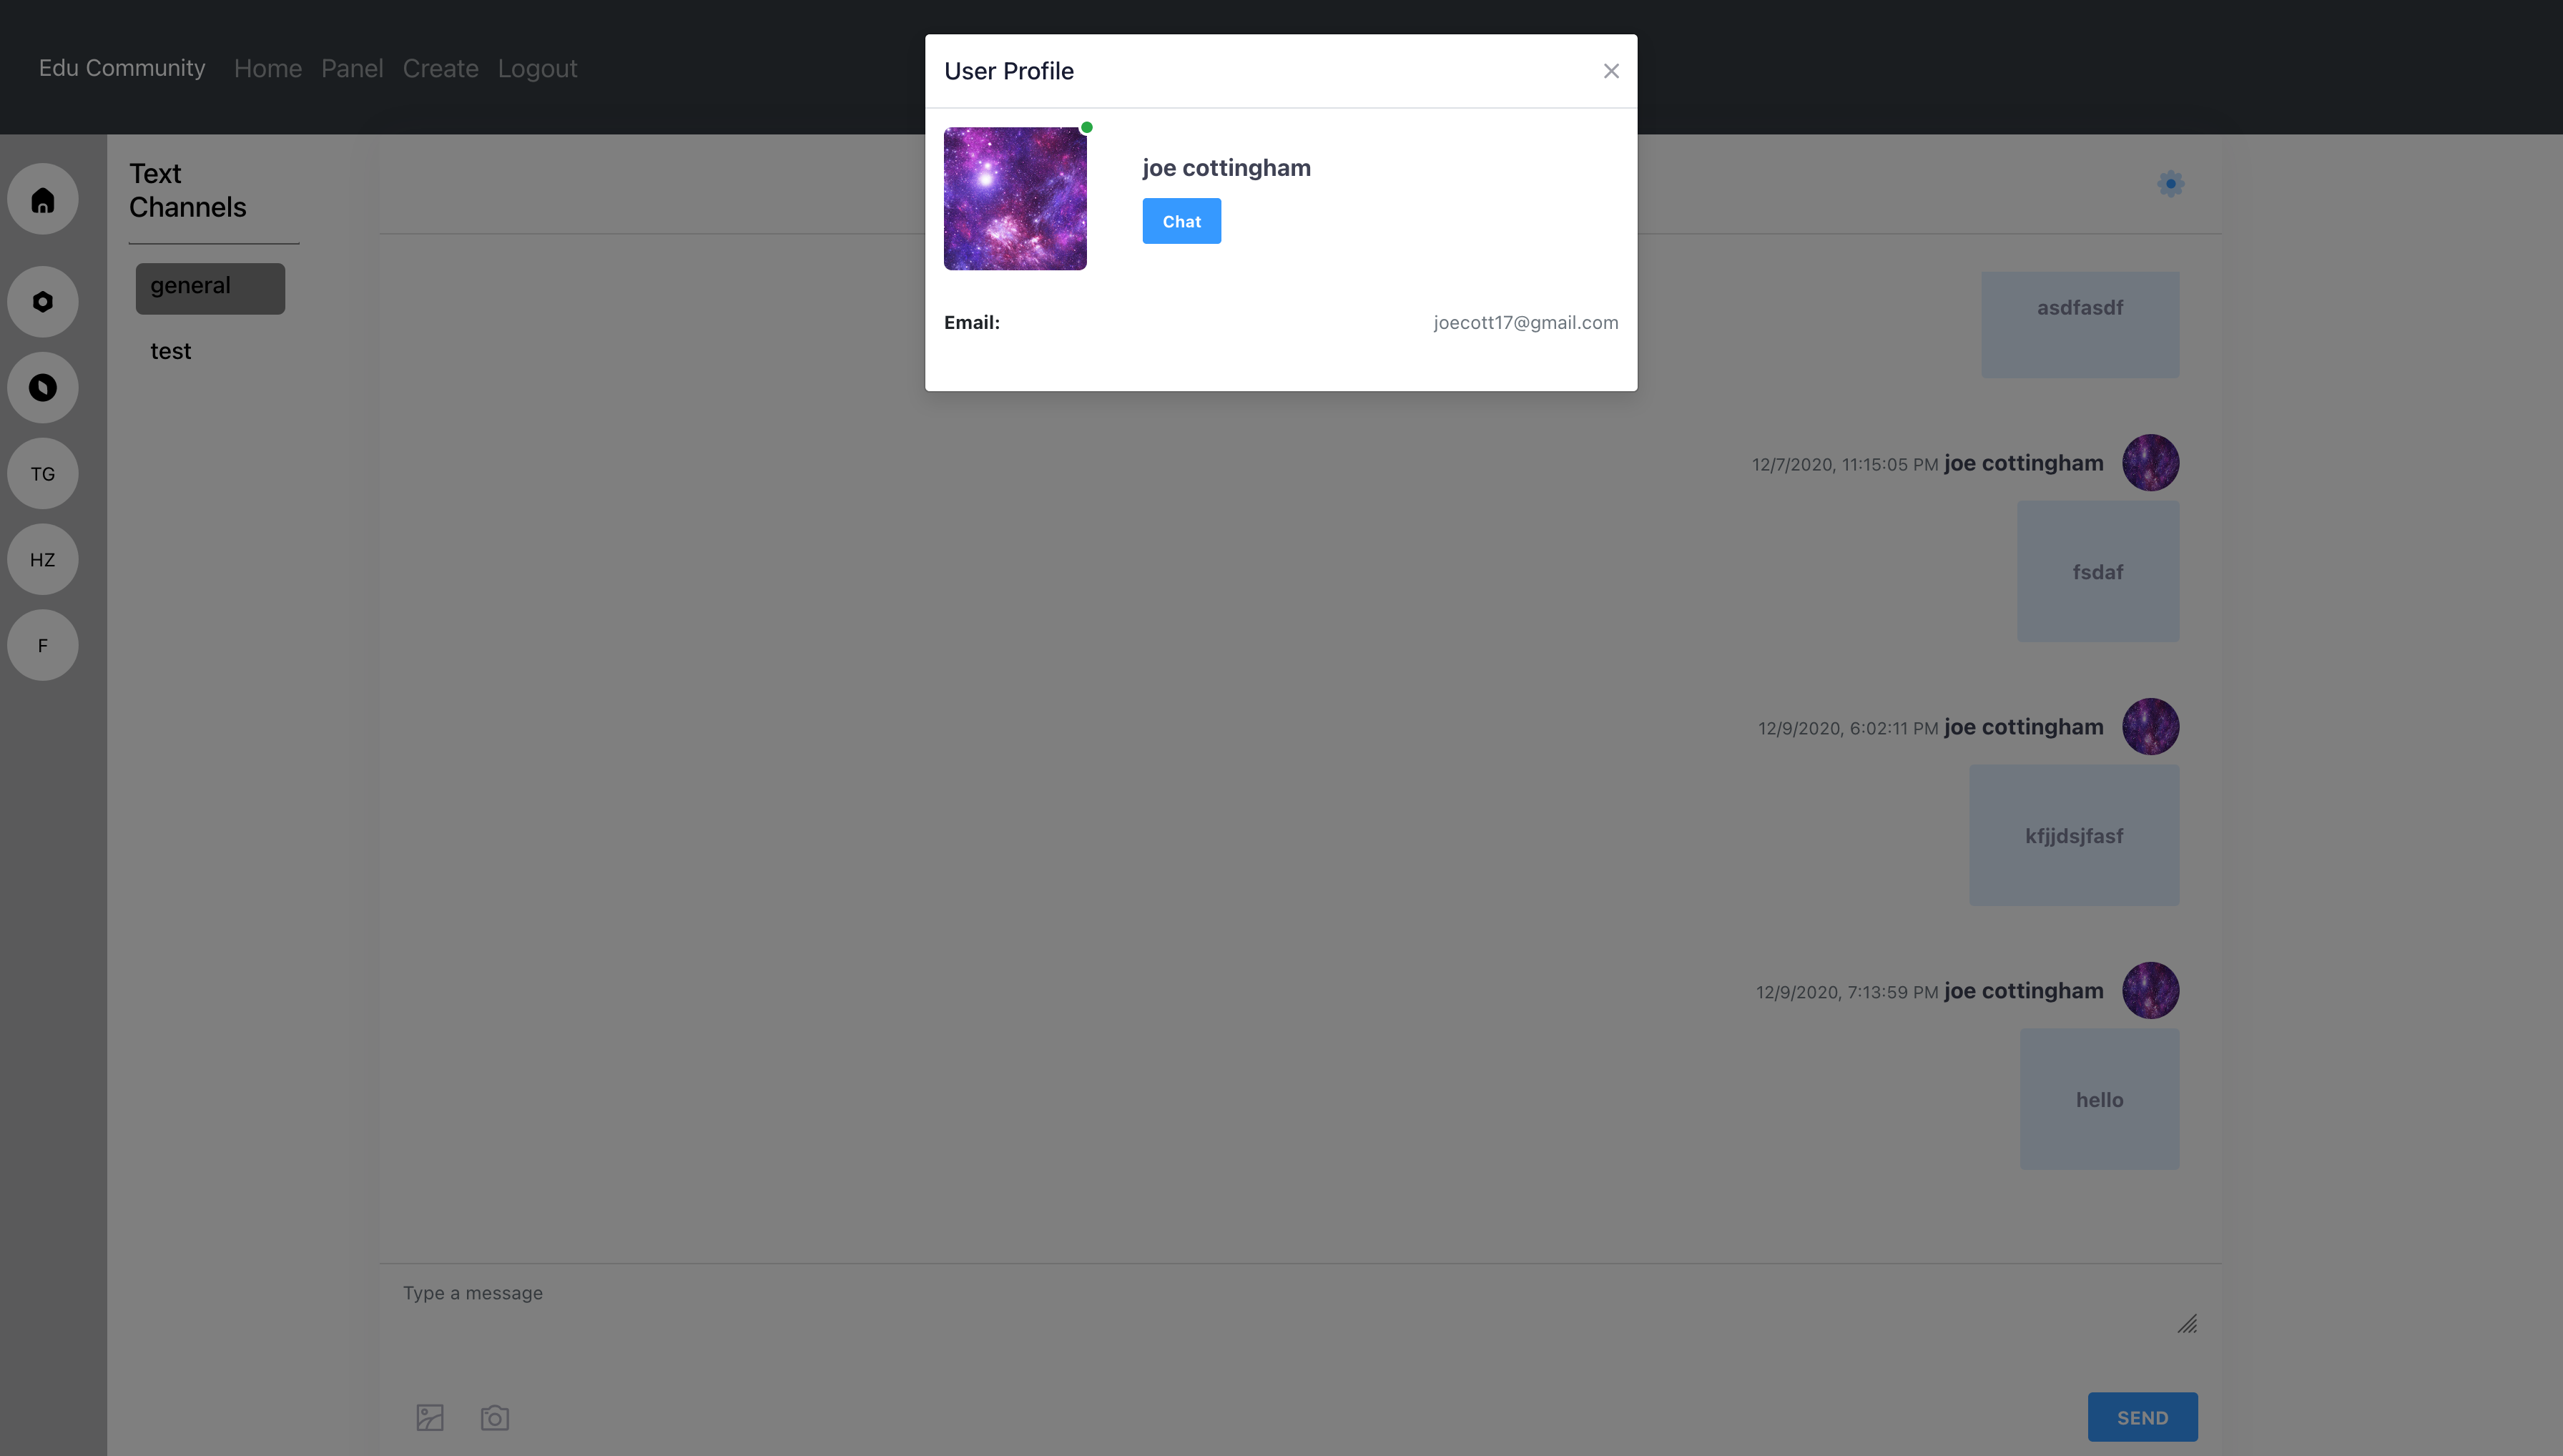 Edu Community Home Panel Create Logout
User Profile
joe cottingham
Chat
Email: joecott17@gmail.com
Text
Channels
general
test
TG
HZ
F
asdfasdf
12/7/2020, 11:15:05 PM joe cottingham
fsdaf
12/9/2020, 6:02:11 PM joe cottingham
kfjjdsjfasf
12/9/2020, 7:13:59 PM joe cottingham
hello
Type a message
SEND